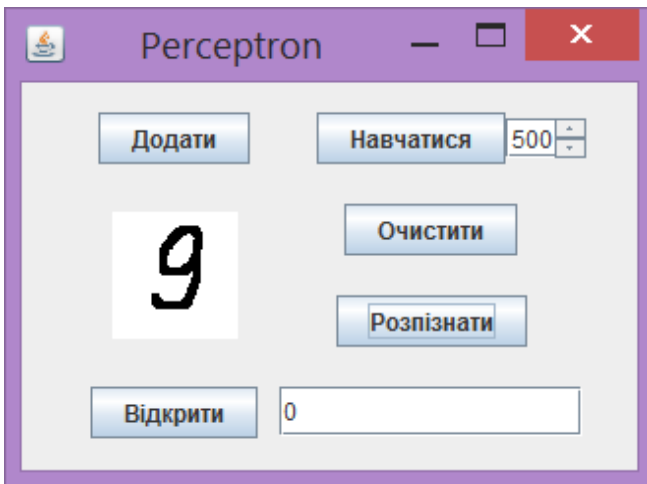 Perceptron
Додати
Навчатися 500
9
Очистити
Розпізнати
Відкрити
0